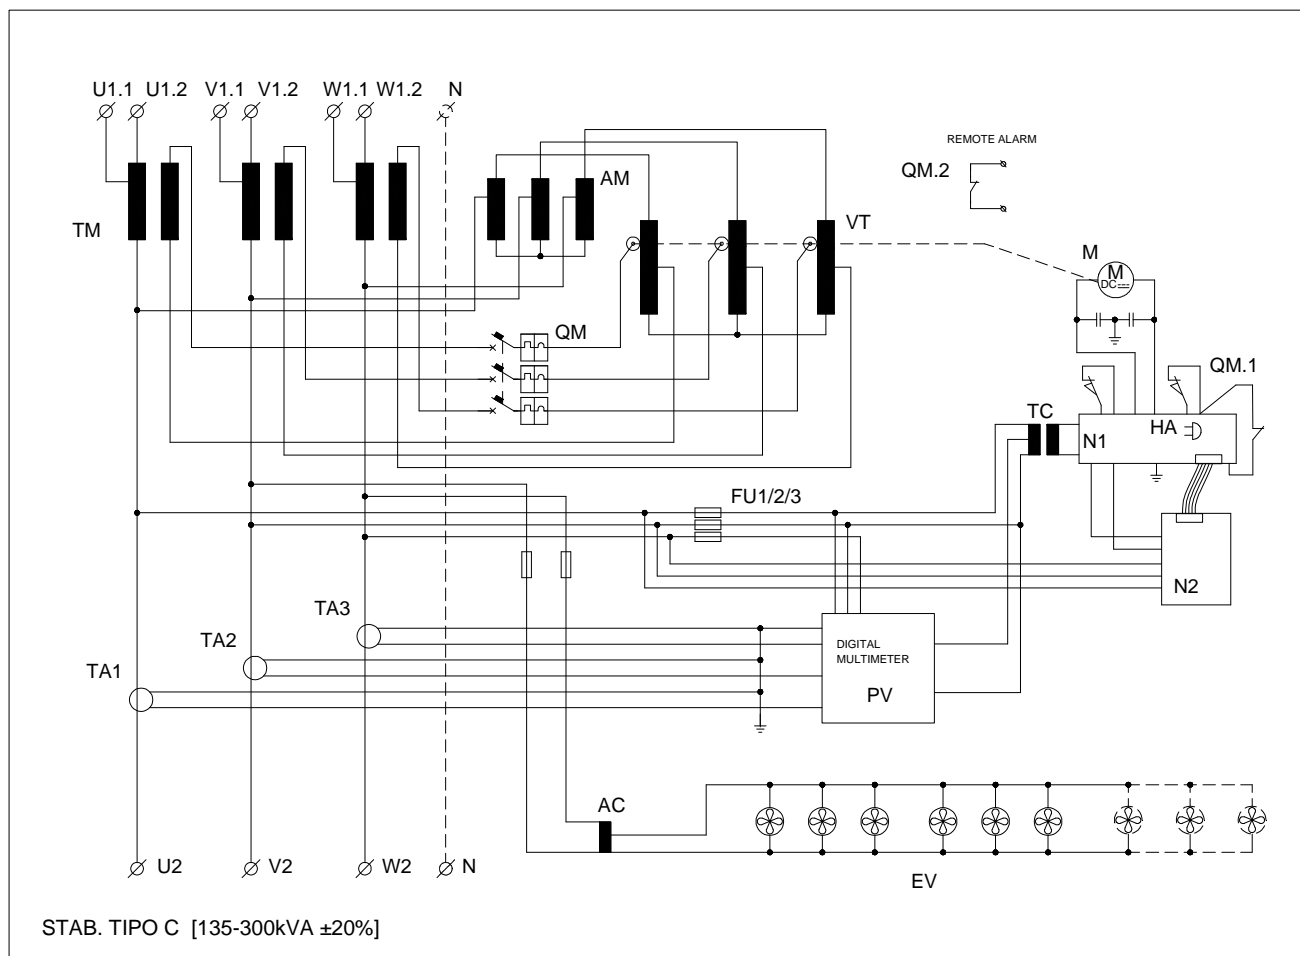 U1.1 U1.2 V1.1 V1.2 W1.1 W1.2 N
REMOTE ALARM
QM.2
AM
TM
VT
M
M
DC
QM
QM.1
TC
N1
HA
FU1/2/3
N2
TA3
TA2
TA1
DIGITAL
MULTIMETER
PV
AC
U2 V2 W2 N
EV
STAB. TIPO C [135-300kVA ±20%]